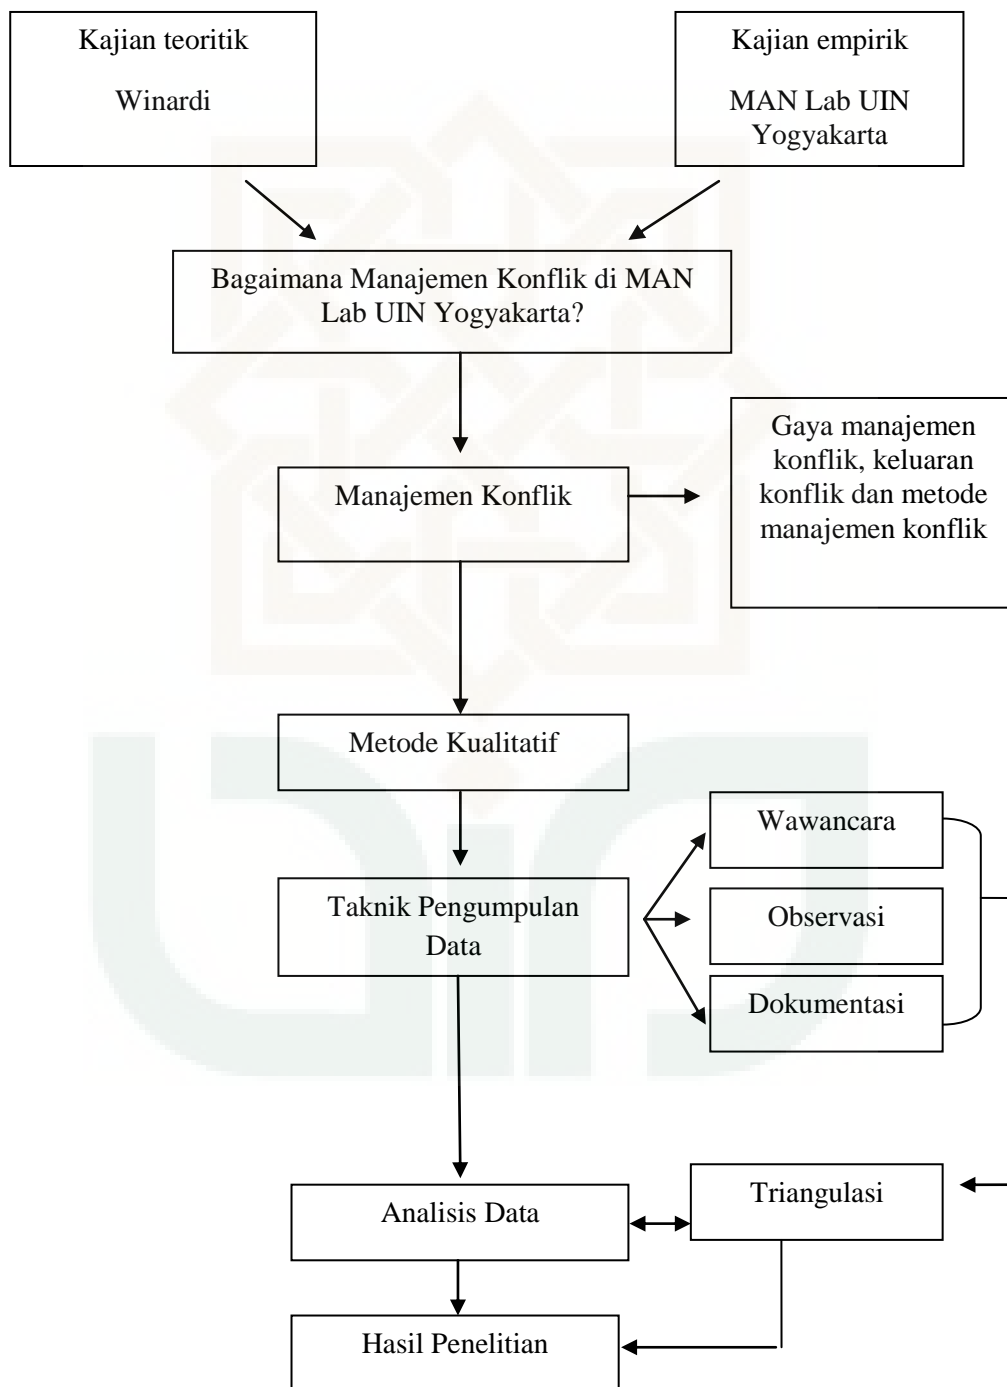 Kajian teoritik
Winardi
Kajian empirik
MAN Lab UIN
Yogyakarta
Bagaimana Manajemen Konflik di MAN
Lab UIN Yogyakarta?
Gaya manajemen
konflik, keluaran
konflik dan metode
manajemen konflik
Manajemen Konflik
Metode Kualitatif
Wawancara
Taknik Pengumpulan
Data
Observasi
Dokumentasi
Triangulasi
Analisis Data
Hasil Penelitian